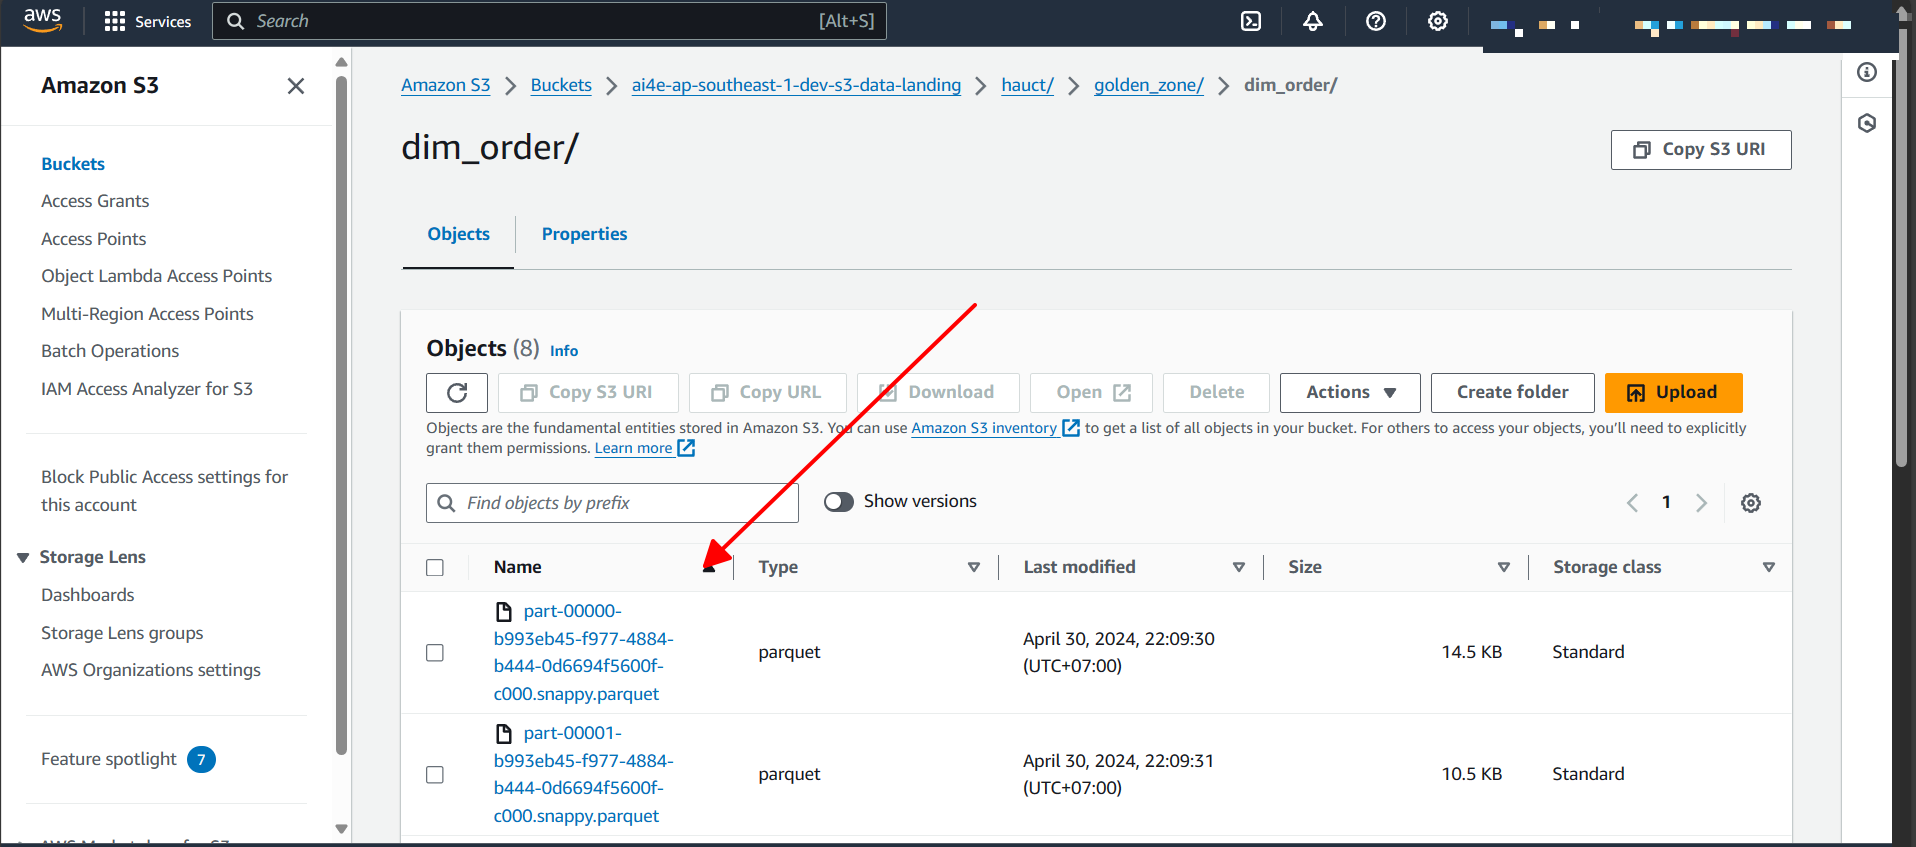 aws
Services
Search
[Alt+S]
Amazon S3
Buckets
Access Grants
Access Points
Object Lambda Access Points
Multi-Region Access Points
Batch Operations
IAM Access Analyzer for S3
Block Public Access settings for
this account
Storage Lens
Dashboards
Storage Lens groups
AWS Organizations settings
Feature spotlight 7
Amazon S3 > Buckets > ai4e-ap-southeast-1-dev-s3-data-landing > hauct/ > golden_zone/ > dim_order/
dim_order/
Copy S3 URI
Objects
Properties
Objects (8) Info
Copy S3 URI
Copy URL
Download
Open
Delete
Actions
Create folder
Upload
Objects are the fundamental entities stored in Amazon S3. You can use Amazon S3 inventory to get a list of all objects in your bucket. For others to access your objects, you'll need to explicitly
grant them permissions. Learn more
Find objects by prefix
Show versions
1
Name
Type
Last modified
Size
Storage class
part-00000-
b993eb45-f977-4884-
b444-0d6694f5600f-
c000.snappy.parquet
parquet
April 30, 2024, 22:09:30
(UTC+07:00)
14.5 KB
Standard
part-00001-
b993eb45-f977-4884-
b444-0d6694f5600f-
c000.snappy.parquet
parquet
April 30, 2024, 22:09:31
(UTC+07:00)
10.5 KB
Standard